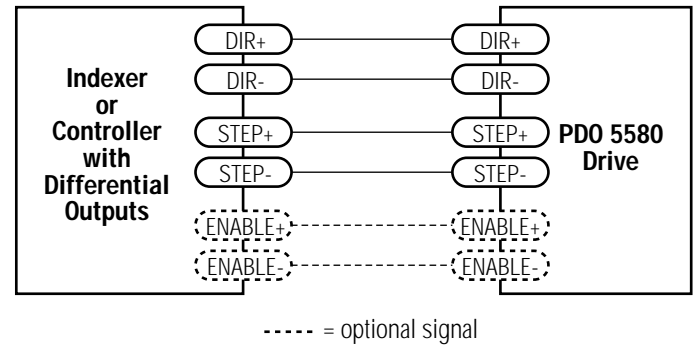 Indexer
or
Controller
with
Differential
Outputs
DIR+
DIR-
STEP+
STEP-
ENABLE+
ENABLE-
DIR+
DIR-
STEP+
STEP-
ENABLE+
ENABLE-
PDO 5580
Drive
= optional signal